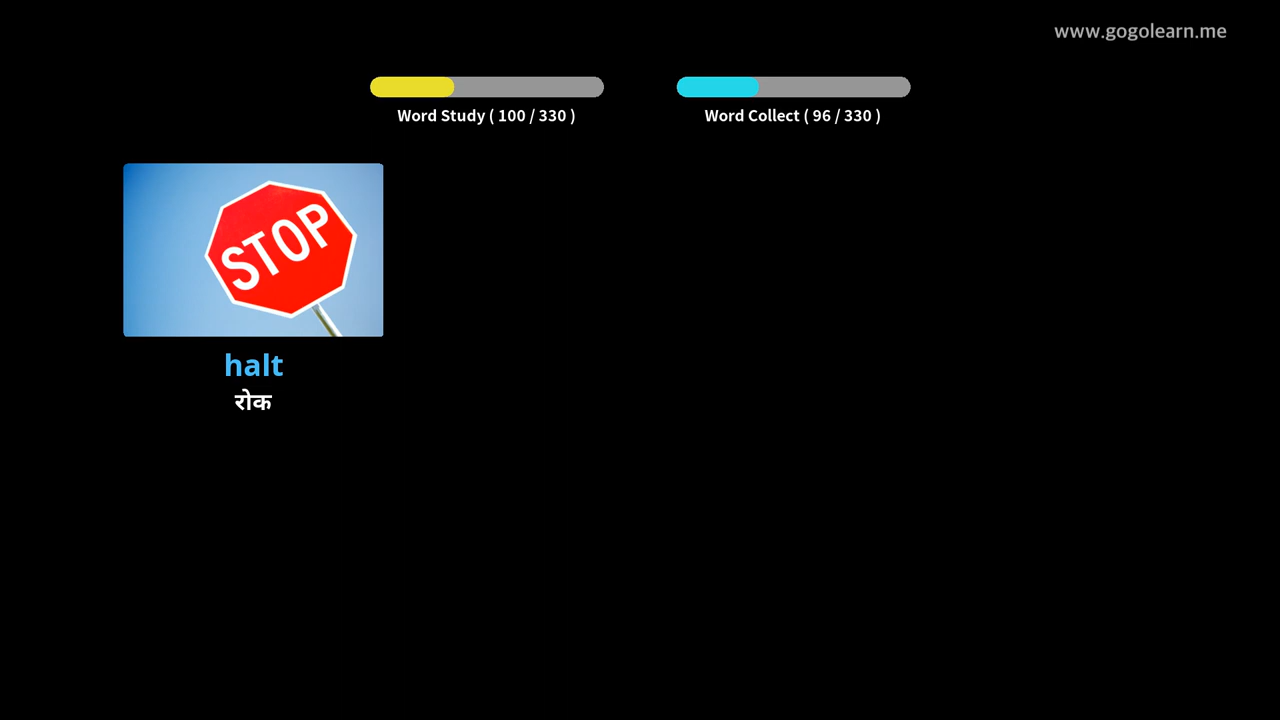 www.gogolearn.me
Word Study ( 100 / 330 )
Word Collect ( 96 / 330 )
STOP
halt
रोक